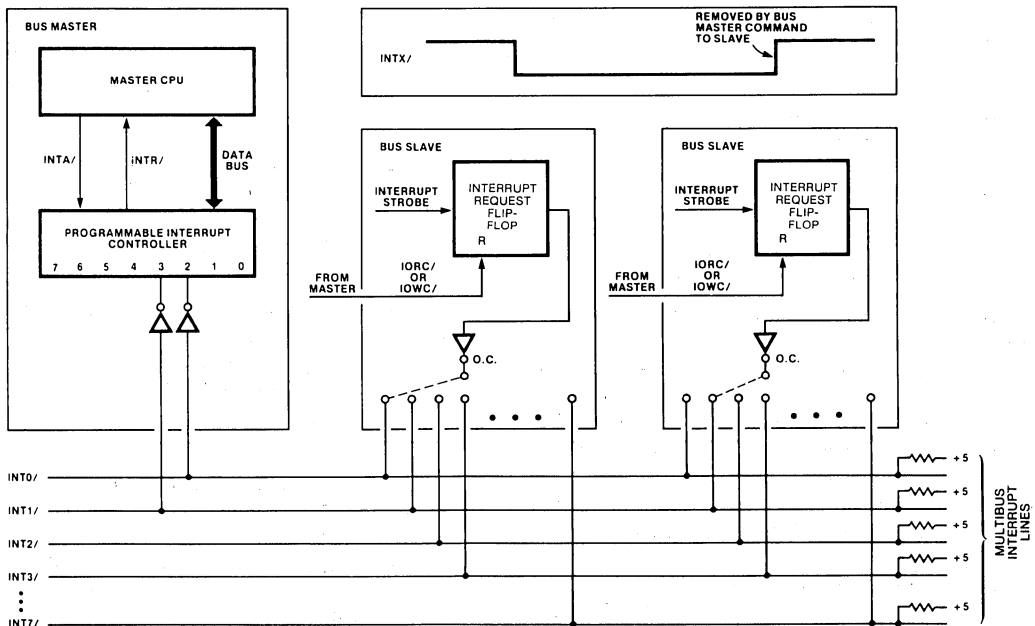 BUS MASTER
MASTER CPU
INTA/
INTR/
DATA
BUS
PROGRAMMABLE INTERRUPT
CONTROLLER
7 6 5 4 3 2 1 0
INTX/
REMOVED BY BUS
MASTER COMMAND
TO SLAVE
BUS SLAVE
INTERRUPT
STROBE
INTERRUPT
REQUEST
FLIP-
FLOP
R
FROM
MASTER
IORC/
OR
IOWC/
O.C.
BUS SLAVE
INTERRUPT
STROBE
INTERRUPT
REQUEST
FLIP-
FLOP
R
FROM
MASTER
IORC/
OR
IOWC/
O.C.
INT0/
INT1/
INT2/
INT3/
INT7/
+5
+5
+5
+5
+5
MULTIBUS
INTERRUPT
LINES